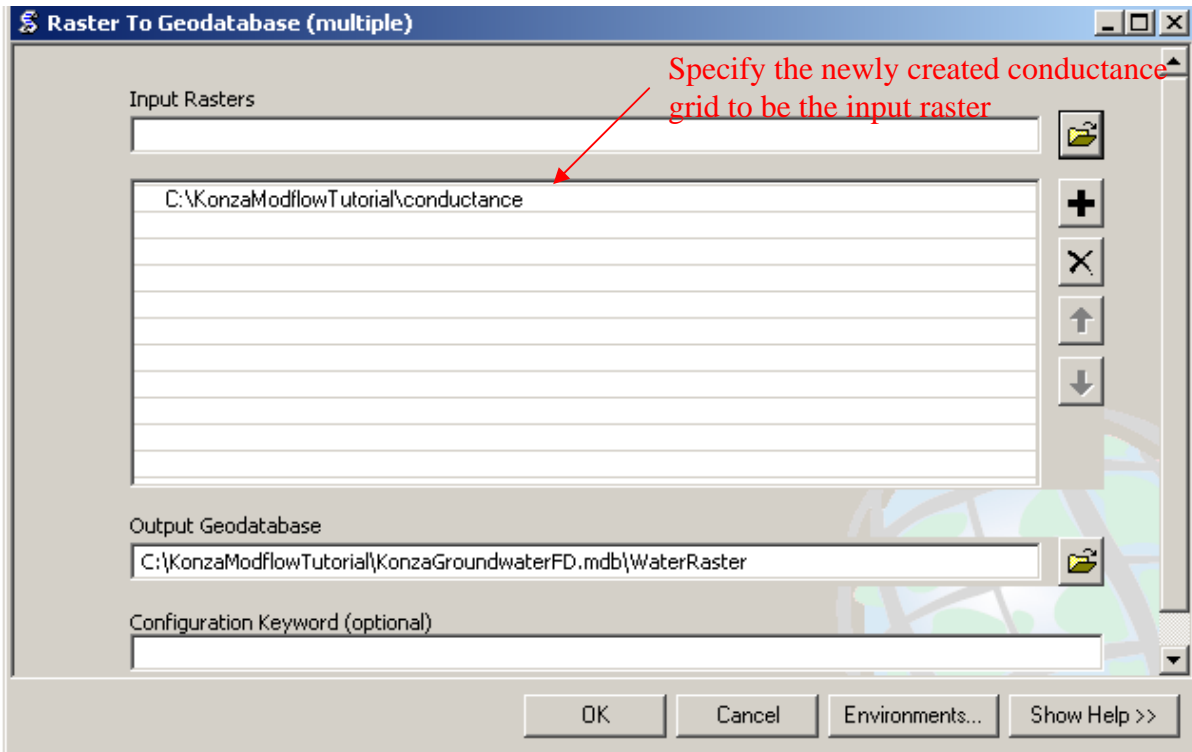 Raster To Geodatabase (multiple)
Specify the newly created conductance
grid to be the input raster
Input Rasters
C:\KonzaModflowTutorial\conductance
Output Geodatabase
C:\KonzaModflowTutorial\KonzaGroundwaterFD.mdb\WaterRaster
Configuration Keyword (optional)
OK
Cancel
Environments...
Show Help >>